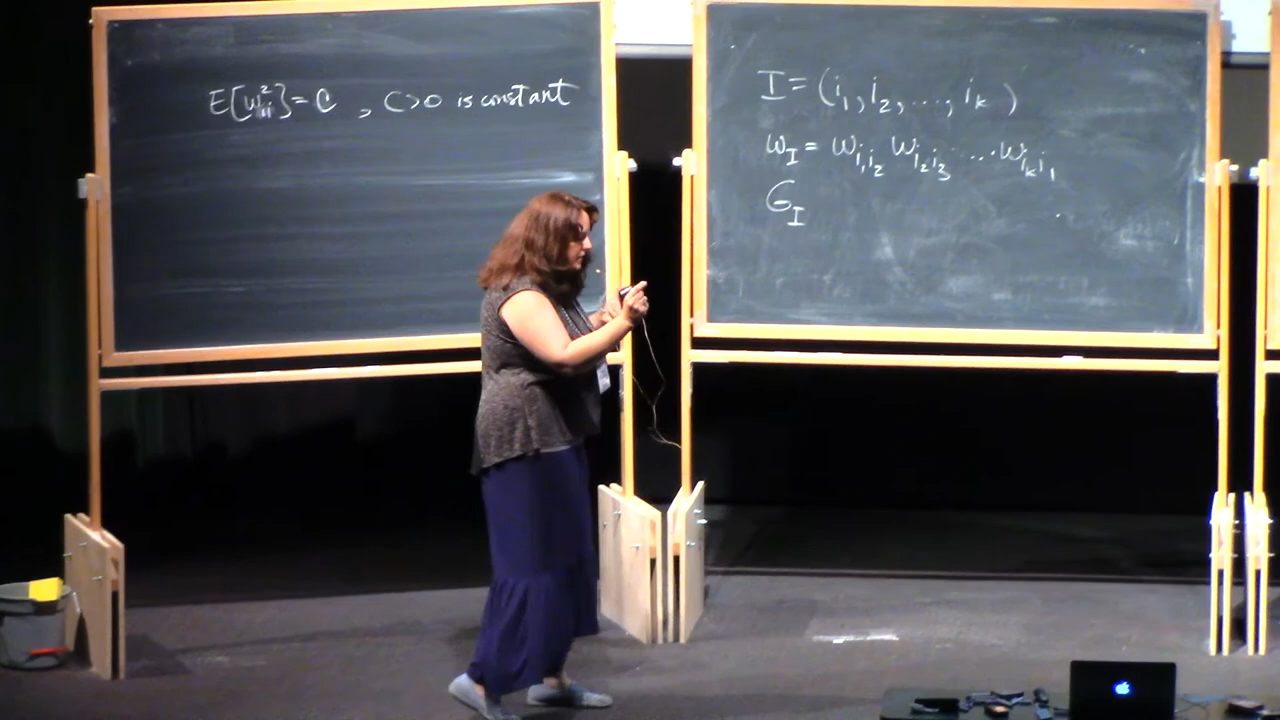 E[w_{ii}^2] = C , C>0 is constant
I = (i_1, i_2, ..., i_k)
w_I = w_{i_1 i_2} w_{i_2 i_3} ... w_{i_k i_1}
G_I